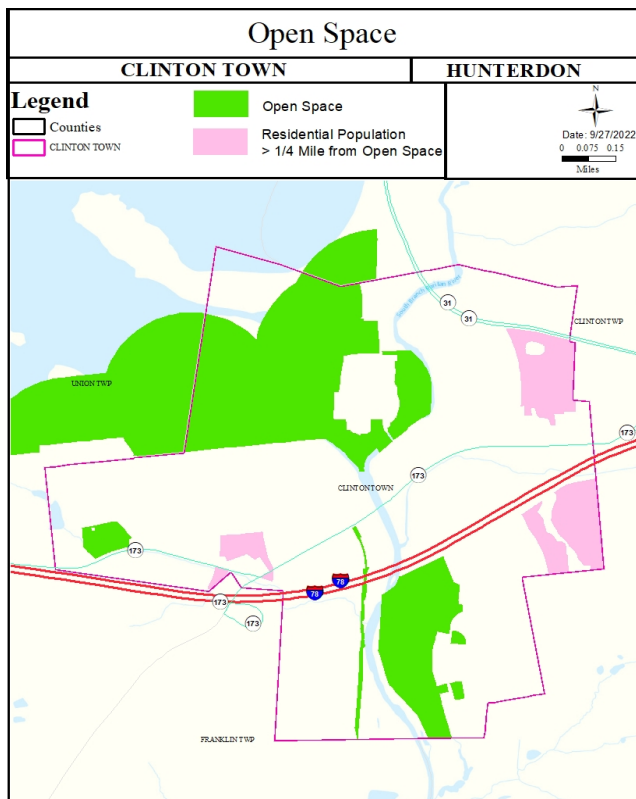 Open Space
CLINTON TOWN
HUNTERDON
Legend
Counties
CLINTON TOWN
Open Space
Residential Population
> 1/4 Mile from Open Space
N
Date: 9/27/2022
0 0.075 0.15
Miles
31
31
CLINTON TWP
UNION TWP
173
173
CLINTON TOWN
173
78
78
173
173
FRANKLIN TWP